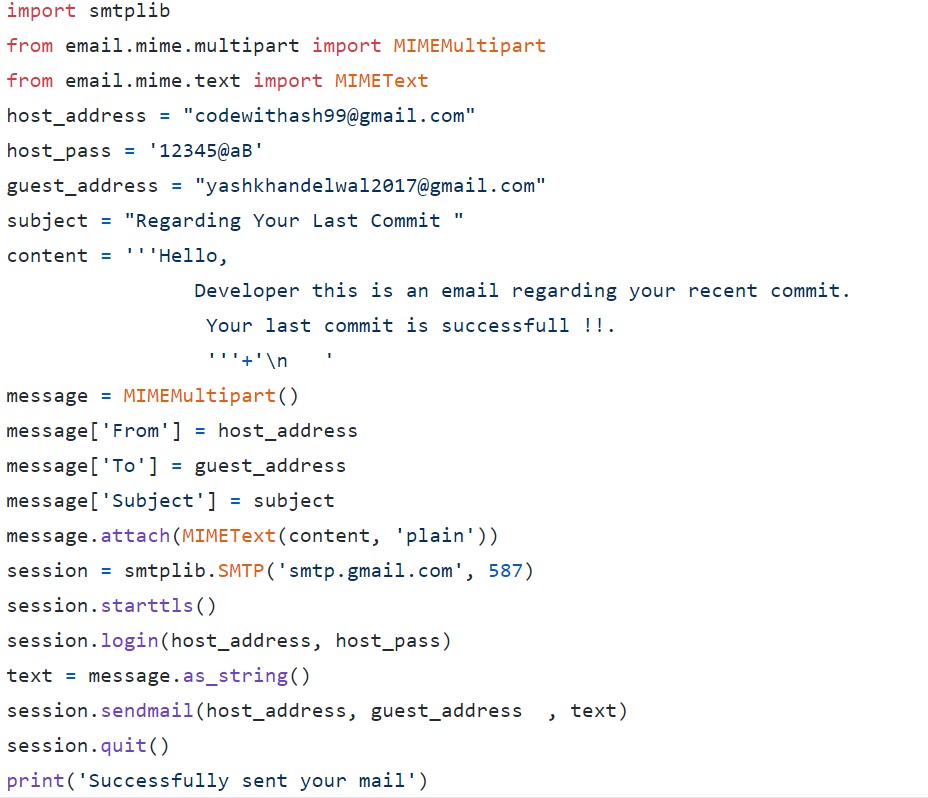 import smtplib
from email.mime.multipart import MIMEMultipart
from email.mime.text import MIMEText
host_address = "codewithash99@gmail.com"
host_pass = '12345@aB'
guest_address = "yashkhandelwal2017@gmail.com"
subject = "Regarding Your Last Commit "
content = '''Hello,
                Developer this is an email regarding your recent commit.
                 Your last commit is successfull !!.
                 '''+'\n   '
message = MIMEMultipart()
message['From'] = host_address
message['To'] = guest_address
message['Subject'] = subject
message.attach(MIMEText(content, 'plain'))
session = smtplib.SMTP('smtp.gmail.com', 587)
session.starttls()
session.login(host_address, host_pass)
text = message.as_string()
session.sendmail(host_address, guest_address  , text)
session.quit()
print('Successfully sent your mail')